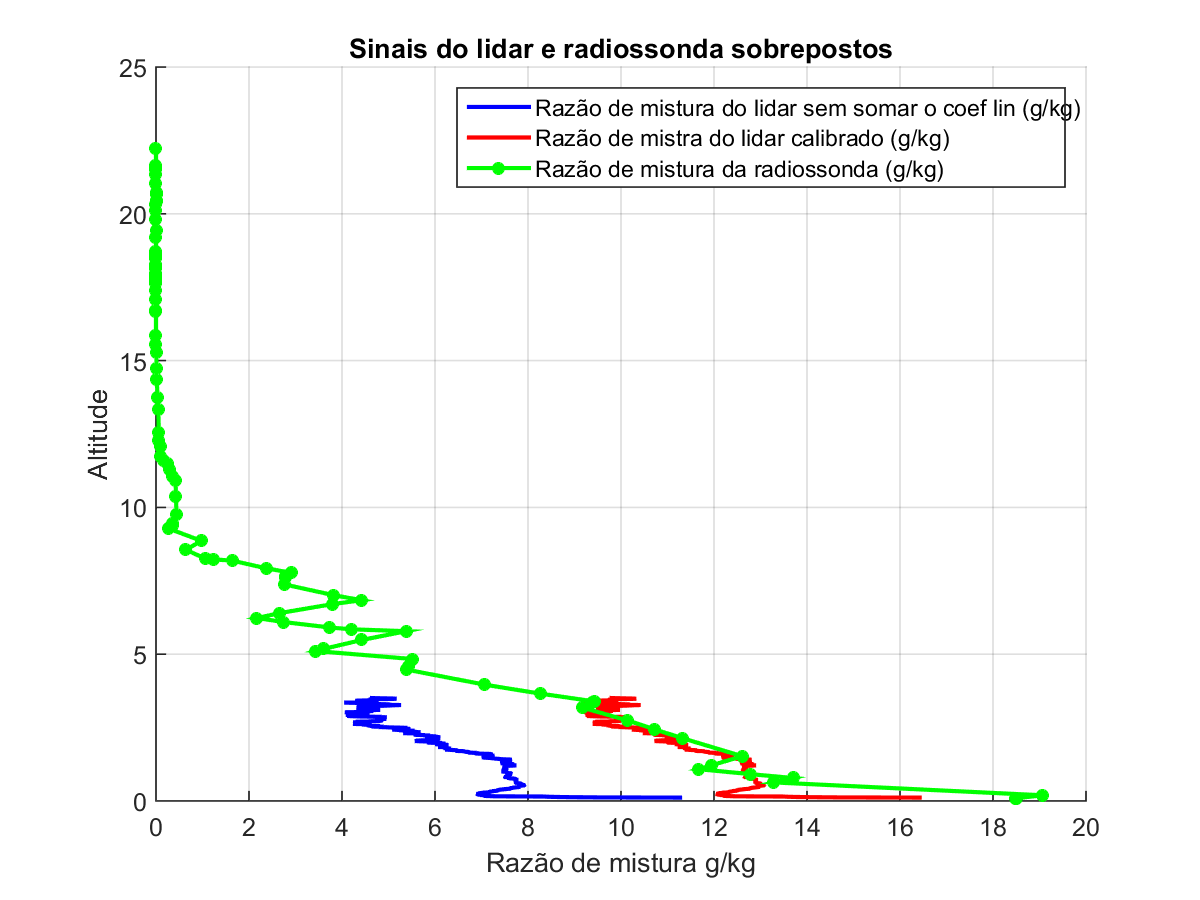 Sinais do lidar e radiossonda sobrepostos
25
Razão de mistura do lidar sem somar o coef lin (g/kg)
Razão de mistra do lidar calibrado (g/kg)
Razão de mistura da radiossonda (g/kg)
20
15
Altitude
10
5
0
0 2 4 6 8 10 12 14 16 18 20
Razão de mistura g/kg